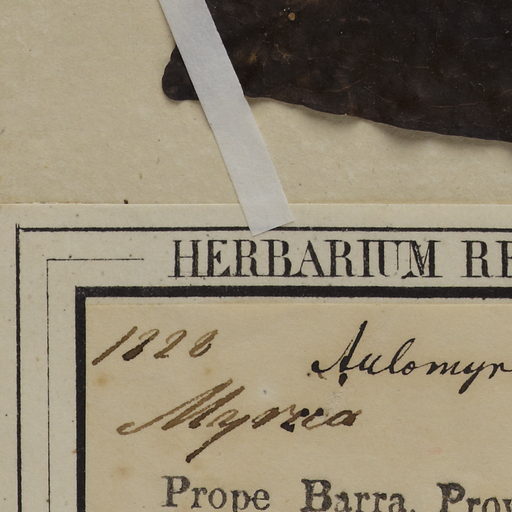 HERBARIUM RE
1828 Aulomyr
Myrcia
Prope Barra, Prov